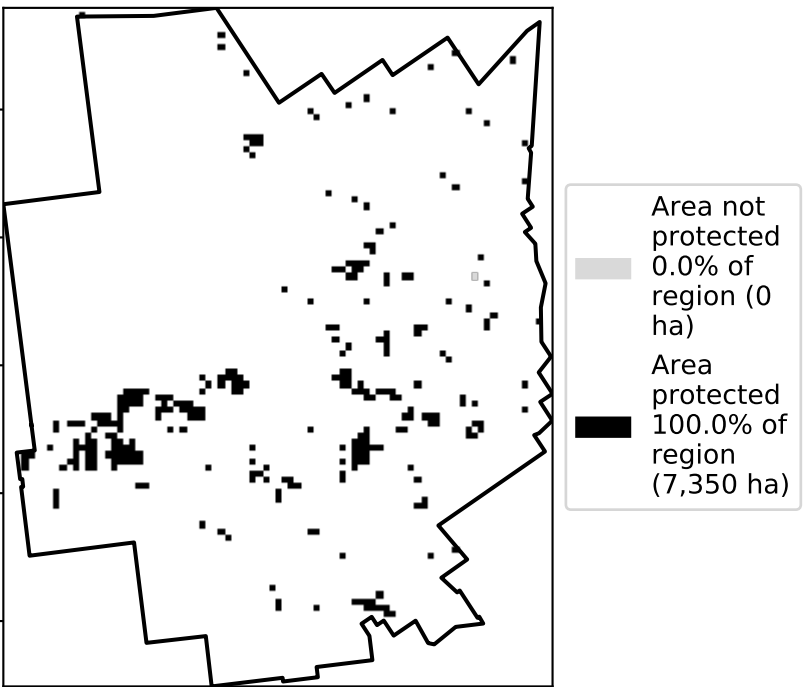 Area not
protected
0.0% of
region (0
ha)
Area
protected
100.0% of
region
(7,350 ha)